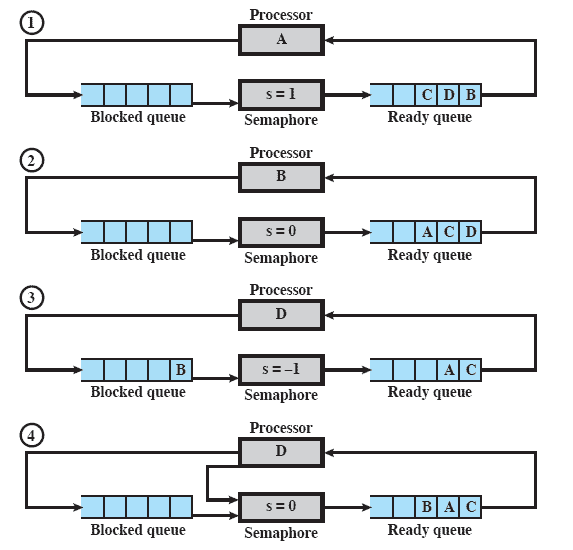 1
Processor
A
s = 1
C D B
Blocked queue
Semaphore
Ready queue
2
Processor
B
s = 0
A C D
Blocked queue
Semaphore
Ready queue
3
Processor
D
B
s = –1
A C
Blocked queue
Semaphore
Ready queue
4
Processor
D
s = 0
B A C
Blocked queue
Semaphore
Ready queue